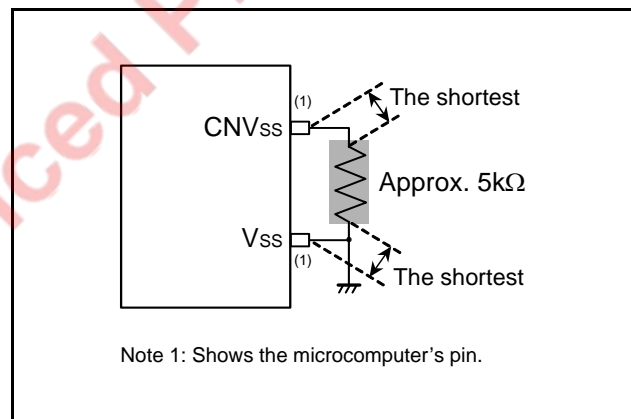 (1)
The shortest
CNVSS
Approx. 5kΩ
VSS
(1)
The shortest
Note 1: Shows the microcomputer's pin.